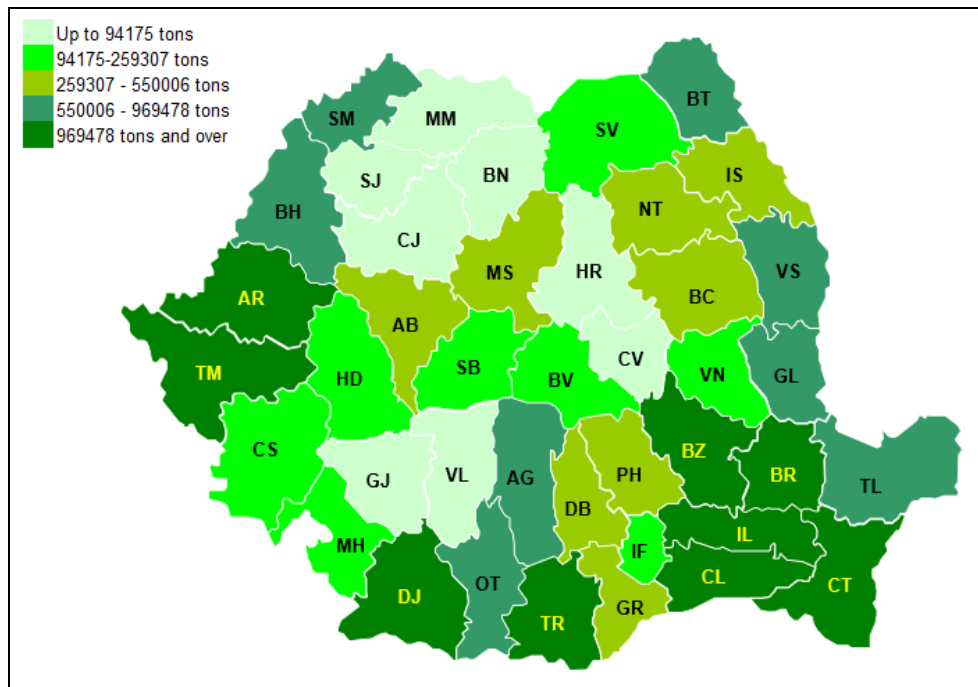 Up to 94175 tons
94175-259307 tons
259307 - 550006 tons
550006 - 969478 tons
969478 tons and over
BT
SM
MM
SV
IS
SJ
BN
NT
BH
CJ
VS
MS
HR
BC
AR
AB
CV
TM
HD
SB
BV
VN
GL
CS
BZ
BR
GJ
VL
AG
PH
TL
DB
MH
IL
IF
OT
CL
CT
DJ
TR
GR